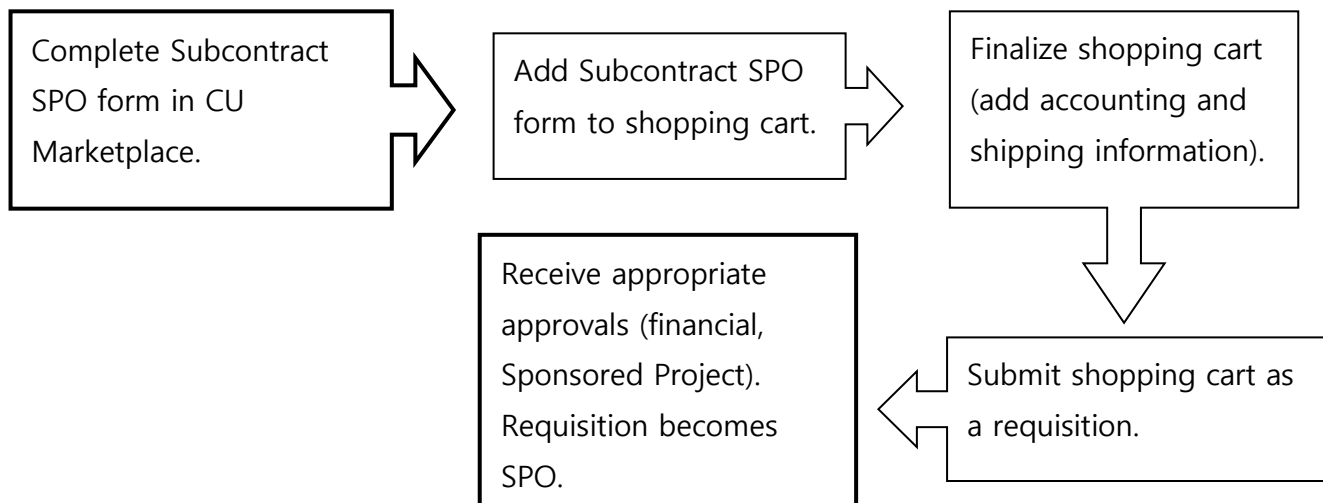 Complete Subcontract
SPO form in CU
Marketplace.
Add Subcontract SPO
form to shopping cart.
Finalize shopping cart
(add accounting and
shipping information).
Submit shopping cart as
a requisition.
Receive appropriate
approvals (financial,
Sponsored Project).
Requisition becomes
SPO.